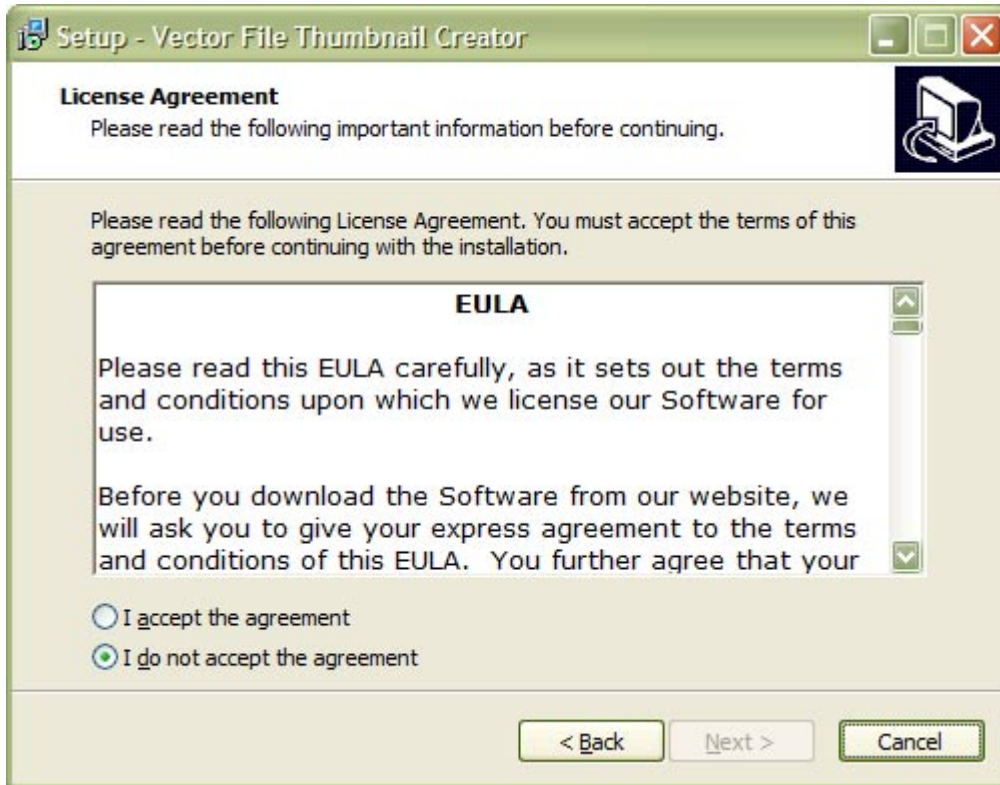 Setup - Vector File Thumbnail Creator
License Agreement
Please read the following important information before continuing.
Please read the following License Agreement. You must accept the terms of this
agreement before continuing with the installation.
EULA
Please read this EULA carefully, as it sets out the terms
and conditions upon which we license our Software for
use.
Before you download the Software from our website, we
will ask you to give your express agreement to the terms
and conditions of this EULA.  You further agree that your
I accept the agreement
I do not accept the agreement
< Back
Next >
Cancel